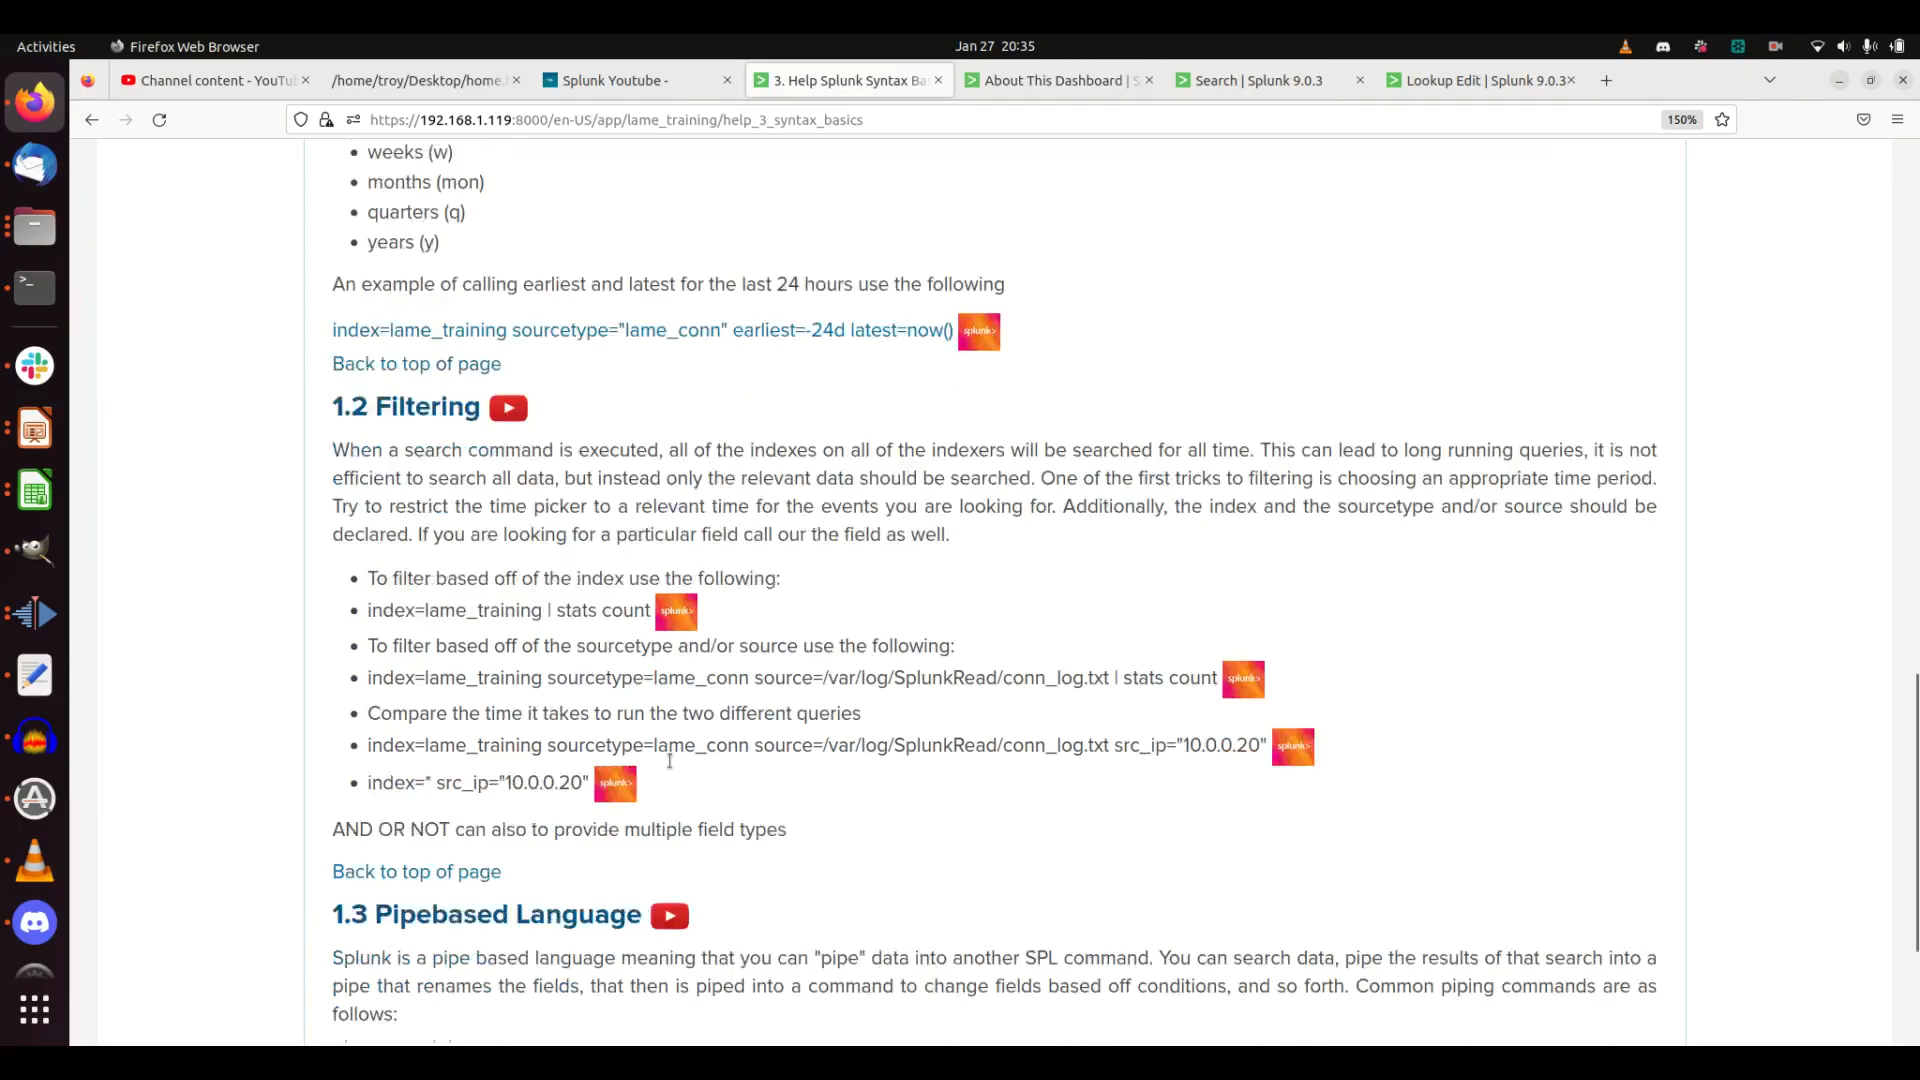 Activities
Firefox Web Browser
Jan 27  20:35
Channel content - YouTu
/home/troy/Desktop/home.h
Splunk Youtube -
3. Help Splunk Syntax Ba
About This Dashboard | S
Search | Splunk 9.0.3
Lookup Edit | Splunk 9.0.3
https://192.168.1.119:8000/en-US/app/lame_training/help_3_syntax_basics
150%
• weeks (w)
• months (mon)
• quarters (q)
• years (y)
An example of calling earliest and latest for the last 24 hours use the following
index=lame_training sourcetype="lame_conn" earliest=-24d latest=now() splunk>
Back to top of page
1.2 Filtering
When a search command is executed, all of the indexes on all of the indexers will be searched for all time. This can lead to long running queries, it is not
efficient to search all data, but instead only the relevant data should be searched. One of the first tricks to filtering is choosing an appropriate time period.
Try to restrict the time picker to a relevant time for the events you are looking for. Additionally, the index and the sourcetype and/or source should be
declared. If you are looking for a particular field call our the field as well.
• To filter based off of the index use the following:
• index=lame_training | stats count splunk>
• To filter based off of the sourcetype and/or source use the following:
• index=lame_training sourcetype=lame_conn source=/var/log/SplunkRead/conn_log.txt | stats count splunk>
• Compare the time it takes to run the two different queries
• index=lame_training sourcetype=lame_conn source=/var/log/SplunkRead/conn_log.txt src_ip="10.0.0.20" splunk>
• index=* src_ip="10.0.0.20" splunk>
AND OR NOT can also to provide multiple field types
Back to top of page
1.3 Pipebased Language
Splunk is a pipe based language meaning that you can "pipe" data into another SPL command. You can search data, pipe the results of that search into a
pipe that renames the fields, that then is piped into a command to change fields based off conditions, and so forth. Common piping commands are as
follows: